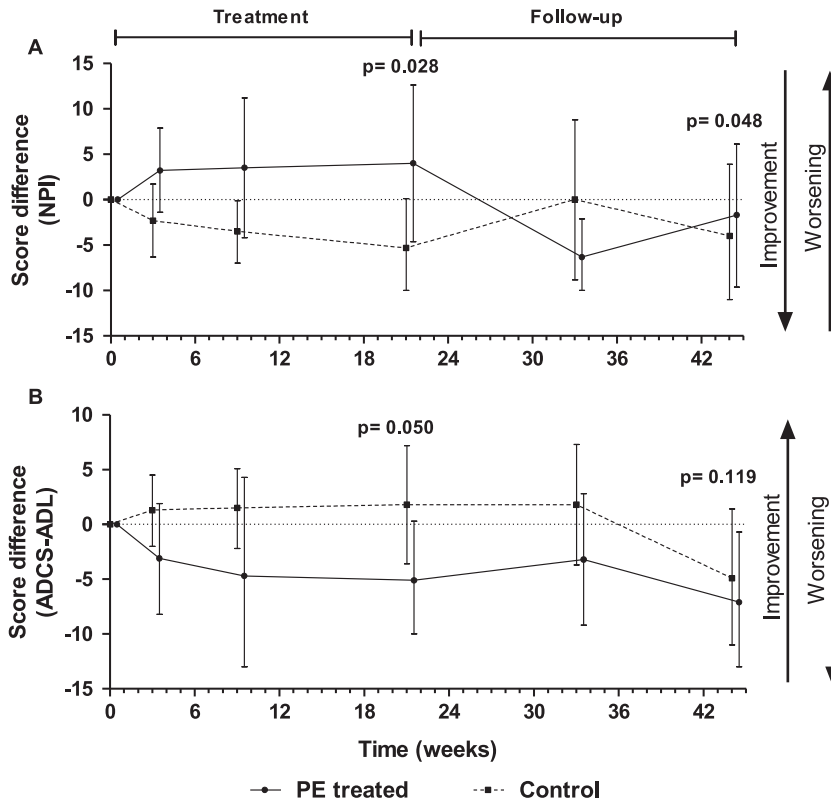 Treatment Follow-up
A
p= 0.028
p= 0.048
15
10
5
0
-5
-10
-15
Score difference
(NPI)
Improvement
Worsening
0 6 12 18 24 30 36 42
B
p= 0.050
p= 0.119
10
5
0
-5
-10
-15
Score difference
(ADCS-ADL)
Improvement
Worsening
0 6 12 18 24 30 36 42
Time (weeks)
PE treated Control